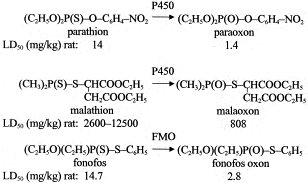 P450
(C₂H₅O)₂P(S)–O–C₆H₄–NO₂ (C₂H₅O)₂P(O)–O–C₆H₄–NO₂
parathion paraoxon
LD₅₀ (mg/kg) rat: 14 1.4
P450
(CH₃)₂P(S)–S–CHCOOC₂H₅ (CH₃)₂P(O)–S–CHCOOC₂H₅
CH₂COOC₂H₅ CH₂COOC₂H₅
malathion malaoxon
LD₅₀ (mg/kg) rat: 2600–12500 808
FMO
(C₂H₅O)(C₂H₅)P(S)–S–C₆H₅ (C₂H₅O)(C₂H₅)P(O)–S–C₆H₅
fonofos fonofos oxon
LD₅₀ (mg/kg) rat: 14.7 2.8